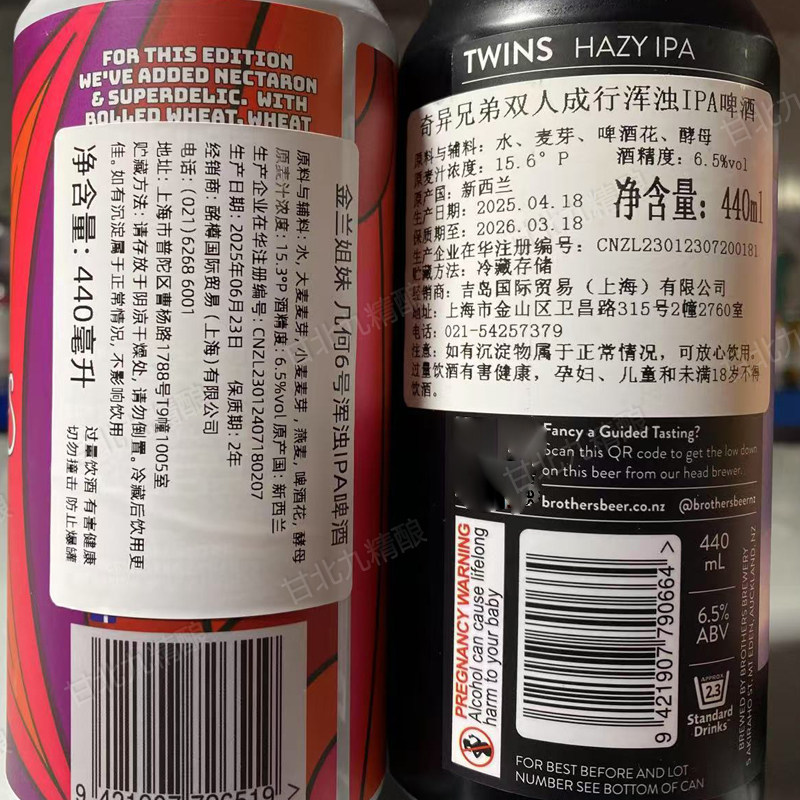 FOR THIS EDITION
WE'VE ADDED NECTARON
& SUPERDELIC. WITH
ROLLED WHEAT, WHEAT
金兰姐妹 几何6号浑浊IPA啤酒
原料与辅料:水,大麦麦芽,小麦麦芽,燕麦,啤酒花,酵母
原麦汁浓度:15.3°P 酒精度:6.5%vol 原产国:新西兰
生产企业在华注册编号:CNZL23012407180207
生产日期:2025年06月23日 保质期:2年
经销商:酩槽国际贸易(上海)有限公司
电话:(021)6268 6001
地址:上海市普陀区曹杨路1788号T9幢1005室
贮藏方法:请存放于阴凉干燥处,请勿倒置。冷藏后饮用更
佳。如有沉淀属于正常情况,不影响饮用
净含量:440毫升
过量饮酒 有害健康
切勿撞击 防止爆罐
TWINS HAZY IPA
奇异兄弟双人成行浑浊IPA啤酒
原料与辅料:水、麦芽、啤酒花、酵母
原麦汁浓度:15.6°P 酒精度:6.5%vol
原产国:新西兰
净含量:440ml
生产日期:2025.04.18
保质期至:2026.03.18
生产企业在华注册编号:CNZL23012307200181
贮藏方法:冷藏存储
经销商:吉岛国际贸易(上海)有限公司
地址:上海市金山区卫昌路315号2幢2760室
电话:021-54257379
注意:如有沉淀物属于正常情况,可放心饮用。
过量饮酒有害健康,孕妇、儿童和未满18岁不得
饮酒。
Fancy a Guided Tasting?
Scan this QR code to get the low down
on this beer from our head brewer.
brothersbeer.co.nz @brothersbeernz
PREGNANCY WARNING
Alcohol can cause lifelong
harm to your baby
9 421907 790664 >
440
mL
6.5%
ABV
APPROX
2.3
Standard
Drinks
BREWED BY BROTHERS BREWERY
5 AKIRAHO ST, MT EDEN, AUCKLAND, NZ
FOR BEST BEFORE AND LOT
NUMBER SEE BOTTOM OF CAN
甘北九精酿